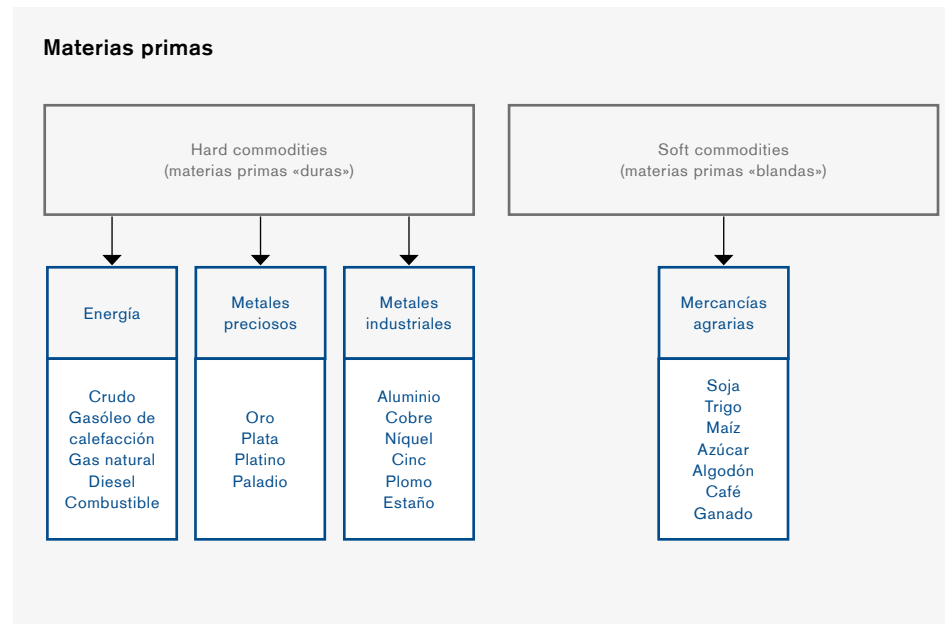 Materias primas
Hard commodities
(materias primas «duras»)
Soft commodities
(materias primas «blandas»)
Energía
Metales
preciosos
Metales
industriales
Mercancías
agrarias
Crudo
Gasóleo de
calefacción
Gas natural
Diesel
Combustible
Oro
Plata
Platino
Paladio
Aluminio
Cobre
Níquel
Cinc
Plomo
Estaño
Soja
Trigo
Maíz
Azúcar
Algodón
Café
Ganado